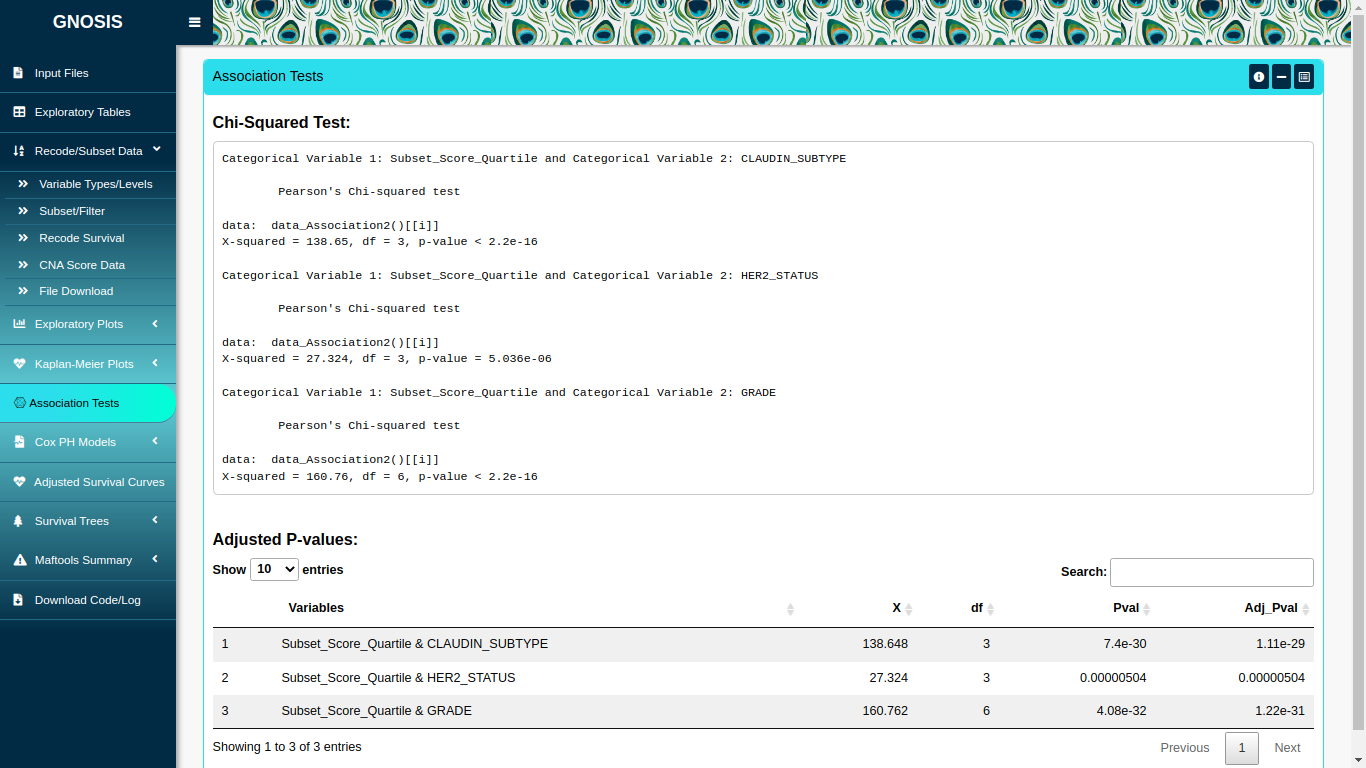 GNOSIS
Input Files
Exploratory Tables
Recode/Subset Data
Variable Types/Levels
Subset/Filter
Recode Survival
CNA Score Data
File Download
Exploratory Plots
Kaplan-Meier Plots
Association Tests
Cox PH Models
Adjusted Survival Curves
Survival Trees
Maftools Summary
Download Code/Log
Association Tests
Chi-Squared Test:
Categorical Variable 1: Subset_Score_Quartile and Categorical Variable 2: CLAUDIN_SUBTYPE
Pearson's Chi-squared test
data:  data_Association2()[[i]]
X-squared = 138.65, df = 3, p-value < 2.2e-16
Categorical Variable 1: Subset_Score_Quartile and Categorical Variable 2: HER2_STATUS
Pearson's Chi-squared test
data:  data_Association2()[[i]]
X-squared = 27.324, df = 3, p-value = 5.036e-06
Categorical Variable 1: Subset_Score_Quartile and Categorical Variable 2: GRADE
Pearson's Chi-squared test
data:  data_Association2()[[i]]
X-squared = 160.76, df = 6, p-value < 2.2e-16
Adjusted P-values:
Show 10 entries Search:
Variables X df Pval Adj_Pval
1 Subset_Score_Quartile & CLAUDIN_SUBTYPE 138.648 3 7.4e-30 1.11e-29
2 Subset_Score_Quartile & HER2_STATUS 27.324 3 0.00000504 0.00000504
3 Subset_Score_Quartile & GRADE 160.762 6 4.08e-32 1.22e-31
Showing 1 to 3 of 3 entries Previous 1 Next